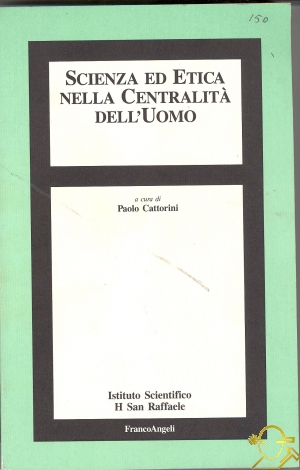 150
SCIENZA ED ETICA
NELLA CENTRALITÀ
DELL'UOMO
a cura di
Paolo Cattorini
Istituto Scientifico
H San Raffaele
FrancoAngeli